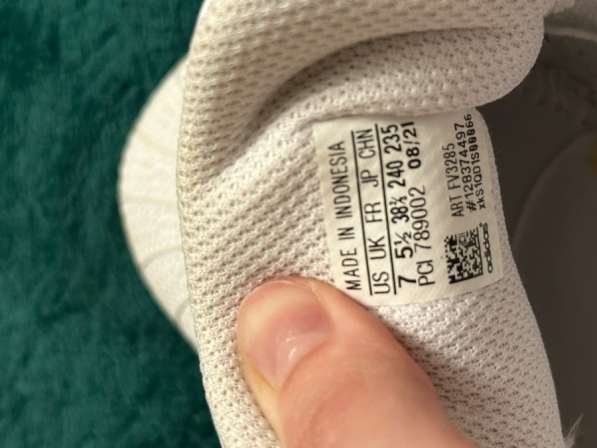 MADE IN INDONESIA
US UK FR JP CHN
7 5½ 38⅔ 240 235
PCI 789002 08/21
ART FV3285
#128374497
adidas